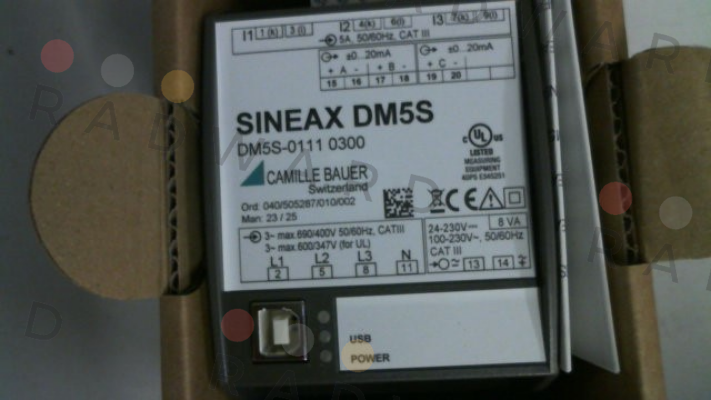 I1 1(k) 3(l) I2 4(k) 6(l) I3 7(k) 9(l)
5A, 50/60Hz, CAT III
±0...20mA ±0...20mA
+ A - + B - + C -
15 16 17 18 19 20
SINEAX DM5S
DM5S-0111 0300
CAMILLE BAUER
Switzerland
Ord: 040/505287/010/002
Man: 23 / 25
C UL US
LISTED
MEASURING
EQUIPMENT
CE
3~ max 690/400V 50/60Hz, CATIII
3~ max 600/347V (for UL)
L1 L2 L3 N
2 5 8 11
24-230V 8 VA
100-230V~, 50/60Hz
CAT III
13 14
USB
POWER